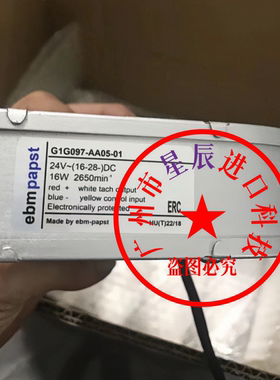 ebmpapst
G1G097-AA05-01
24V⎓(16-28⎓)DC
16W 2650min⁻¹
red + white tach output
blue - yellow control input
Electronically protected
ERC
Made by ebm-papst
HU(T)22/18
广州市星辰进口科技
盗图必究